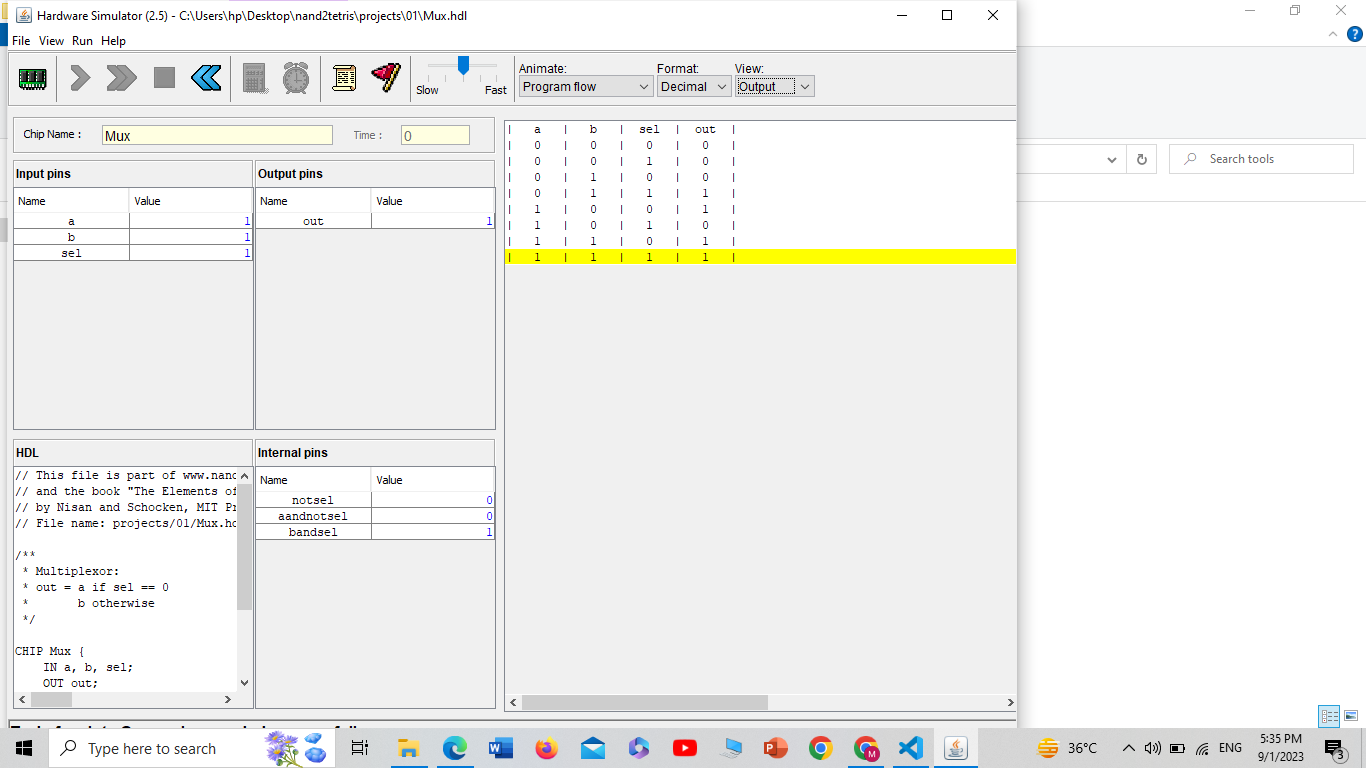 Hardware Simulator (2.5) - C:\Users\hp\Desktop\nand2tetris\projects\01\Mux.hdl
File View Run Help
Slow Fast
Animate: Format: View:
Program flow Decimal Output
Chip Name : Mux Time : 0
Input pins
Name Value
a 1
b 1
sel 1
Output pins
Name Value
out 1
| a | b | sel | out |
| 0 | 0 | 0 | 0 |
| 0 | 0 | 1 | 0 |
| 0 | 1 | 0 | 0 |
| 0 | 1 | 1 | 1 |
| 1 | 0 | 0 | 1 |
| 1 | 0 | 1 | 0 |
| 1 | 1 | 0 | 1 |
| 1 | 1 | 1 | 1 |
HDL
// This file is part of www.nand
// and the book "The Elements of
// by Nisan and Schocken, MIT Pr
// File name: projects/01/Mux.hd
/**
* Multiplexor:
* out = a if sel == 0
* b otherwise
*/
CHIP Mux {
IN a, b, sel;
OUT out;
Internal pins
Name Value
notsel 0
aandnotsel 0
bandsel 1
Search tools
Type here to search
36°C
ENG
5:35 PM
9/1/2023
3